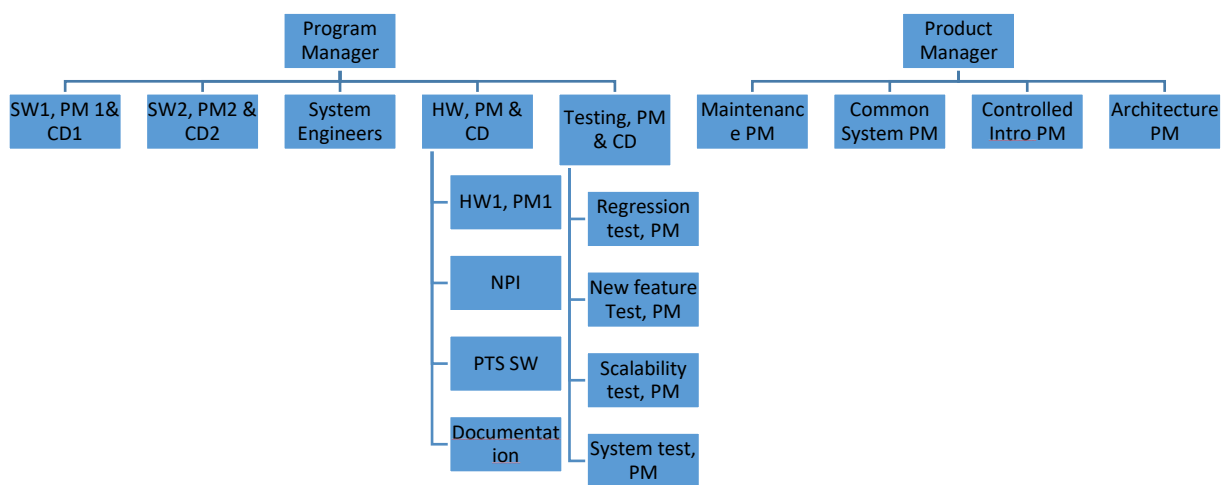 Program
Manager
Product
Manager
SW1, PM 1&
CD1
SW2, PM2 &
CD2
System
Engineers
HW, PM &
CD
Testing, PM
& CD
Maintenanc
e PM
Common
System PM
Controlled
Intro PM
Architecture
PM
HW1, PM1
NPI
PTS SW
Documentat
ion
Regression
test, PM
New feature
Test, PM
Scalability
test, PM
System test,
PM